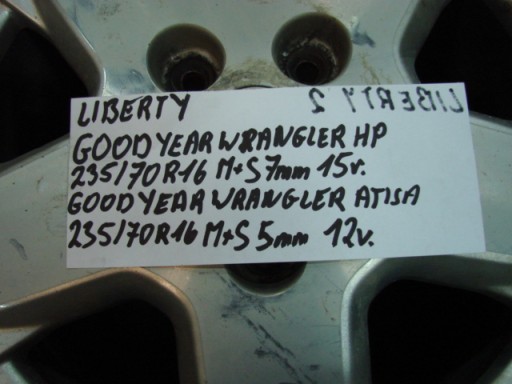 LIBERTY LIBERTY 2
GOODYEAR WRANGLER HP
235/70R16 M+S 7mm 15r.
GOODYEAR WRANGLER AT/SA
235/70R16 M+S 5mm 12r.